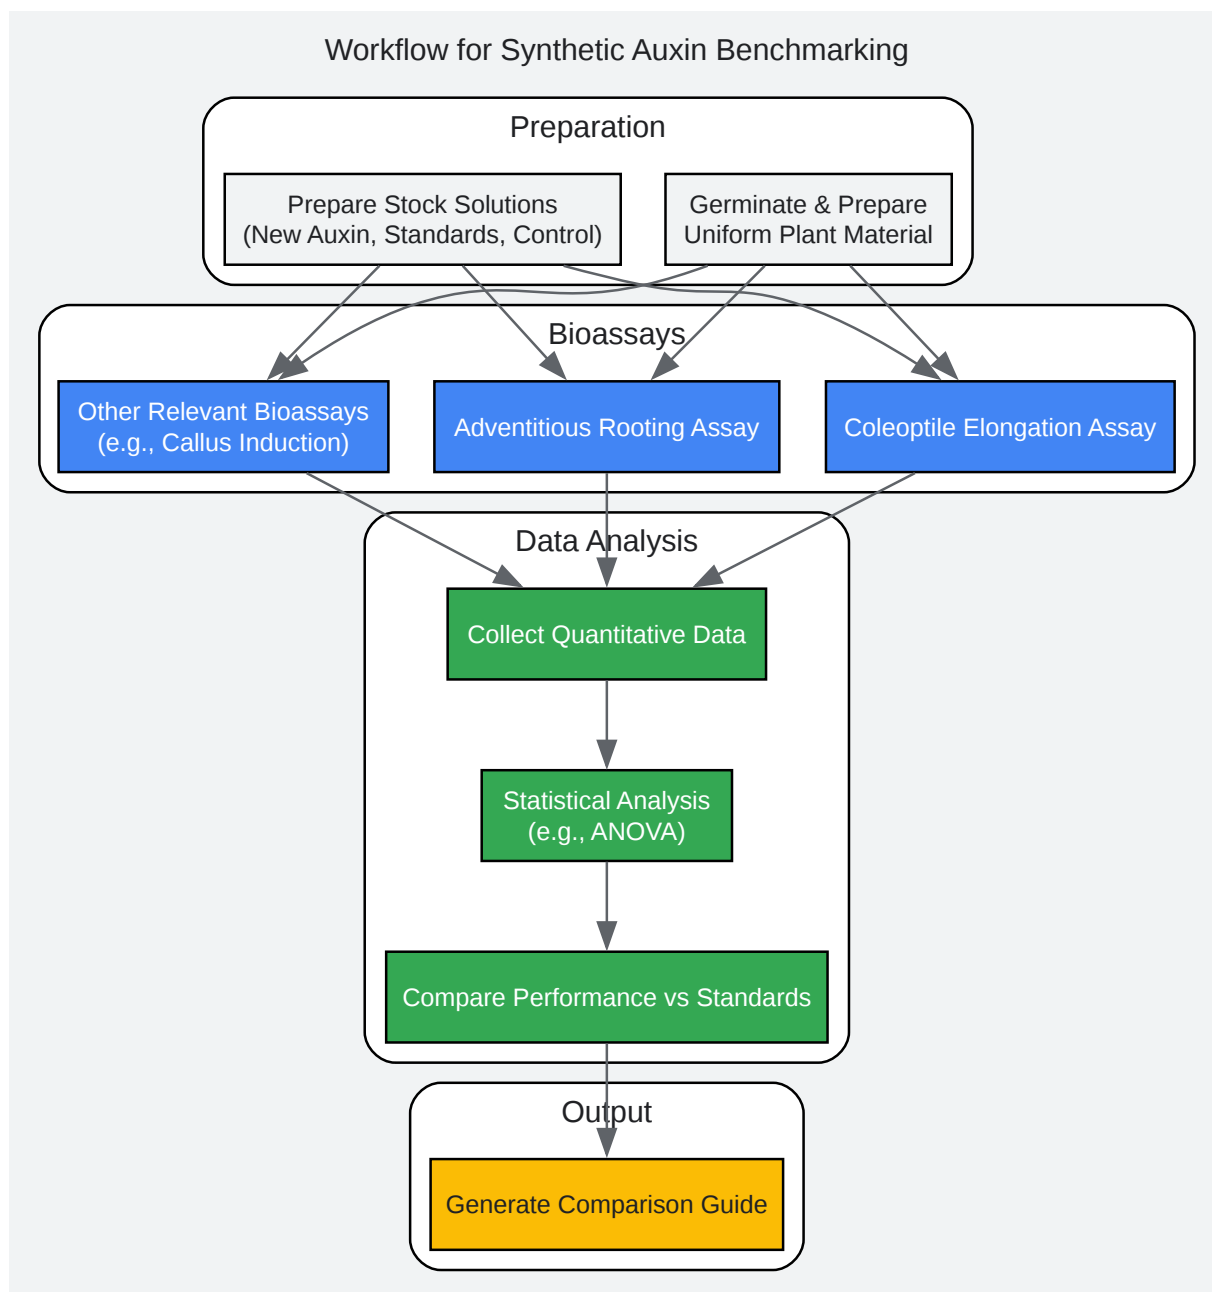 Workflow for Synthetic Auxin Benchmarking
Preparation
Prepare Stock Solutions
(New Auxin, Standards, Control)
Germinate & Prepare
Uniform Plant Material
Bioassays
Other Relevant Bioassays
(e.g., Callus Induction)
Adventitious Rooting Assay
Coleoptile Elongation Assay
Data Analysis
Collect Quantitative Data
Statistical Analysis
(e.g., ANOVA)
Compare Performance vs Standards
Output
Generate Comparison Guide